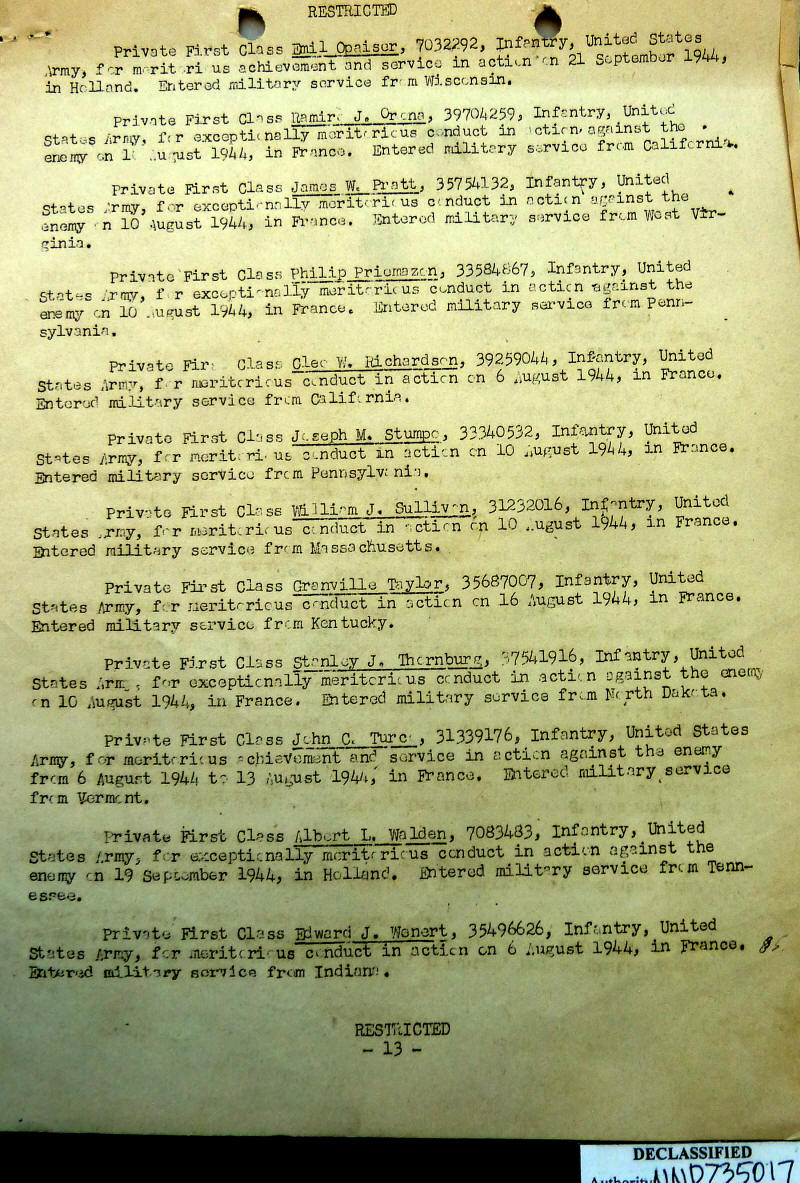 RESTRICTED
Private First Class Emil Opaiser, 7032292, Infantry, United States
Army, for meritorious achievement and service in action on 21 September 1944,
in Holland. Entered military service from Wisconsin.
Private First Class Ramiro J. Orena, 39704259, Infantry, United
States Army, for exceptionally meritorious conduct in action against the
enemy on August 1944, in France. Entered military service from California.
Private First Class James W. Pratt, 35754132, Infantry, United
States Army, for exceptionally meritorious conduct in action against the
enemy on 10 August 1944, in France. Entered military service from West Vir-
ginia.
Private First Class Philip Priomazon, 33584867, Infantry, United
States Army, for exceptionally meritorious conduct in action against the
enemy on 10 August 1944, in France. Entered military service from Penn-
sylvania.
Private First Class Cleo W. Richardson, 39259044, Infantry, United
States Army, for meritorious conduct in action on 6 August 1944, in France.
Entered military service from California.
Private First Class Joseph M. Stumpo, 33340532, Infantry, United
States Army, for meritorious conduct in action on 10 August 1944, in France.
Entered military service from Pennsylvania.
Private First Class William J. Sullivan, 31232016, Infantry, United
States Army, for meritorious conduct in action on 10 August 1944, in France.
Entered military service from Massachusetts.
Private First Class Granville Taylor, 35687007, Infantry, United
States Army, for meritorious conduct in action on 16 August 1944, in France.
Entered military service from Kentucky.
Private First Class Stanley J. Thornburg, 37541916, Infantry, United
States Army, for exceptionally meritorious conduct in action against the enemy
on 10 August 1944, in France. Entered military service from North Dakota.
Private First Class John C. Turco, 31339176, Infantry, United States
Army, for meritorious achievement and service in action against the enemy
from 6 August 1944 to 13 August 1944, in France. Entered military service
from Vermont.
Private First Class Albert L. Walden, 7083483, Infantry, United
States Army, for exceptionally meritorious conduct in action against the
enemy on 19 September 1944, in Holland. Entered military service from Tenn-
essee.
Private First Class Edward J. Wenert, 35496626, Infantry, United
States Army, for meritorious conduct in action on 6 August 1944, in France.
Entered military service from Indiana.
RESTRICTED
- 13 -
DECLASSIFIED
Authority NND735017